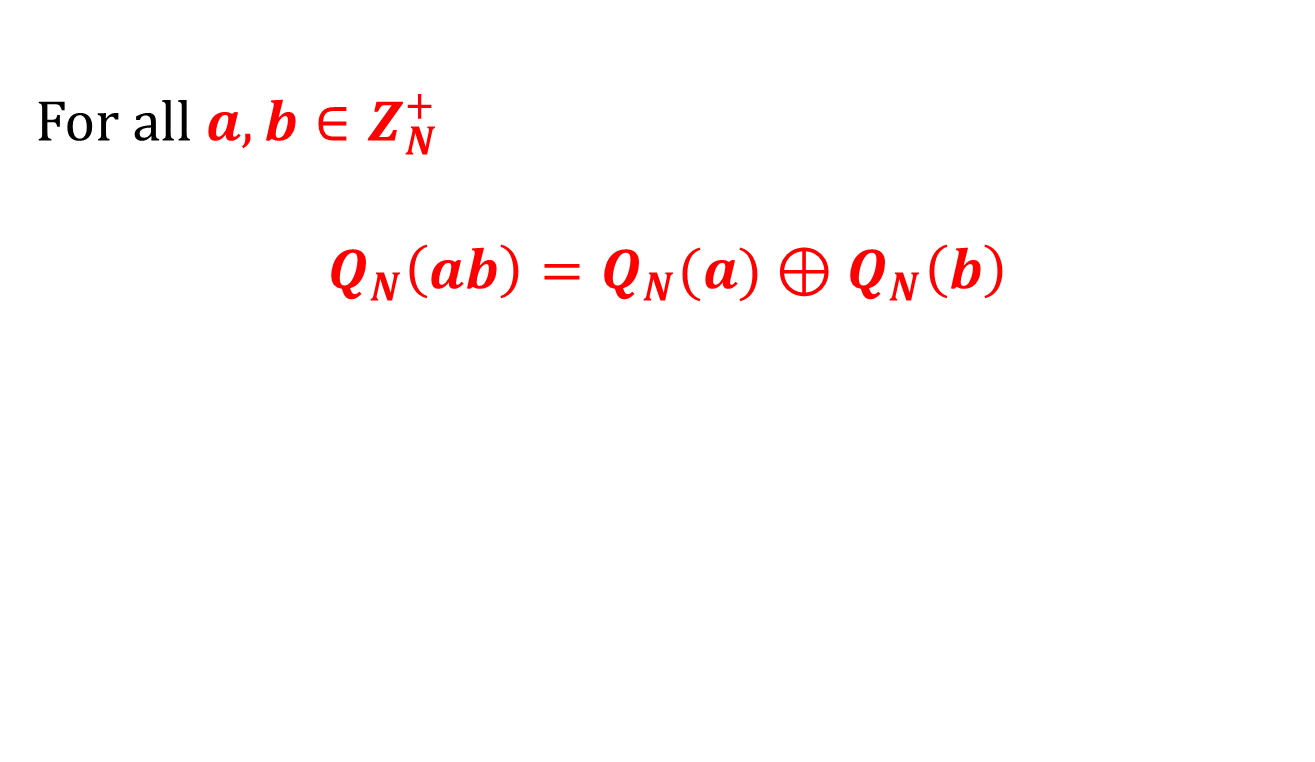 For all a, b ∈ Z_N^+
Q_N(ab) = Q_N(a) ⊕ Q_N(b)